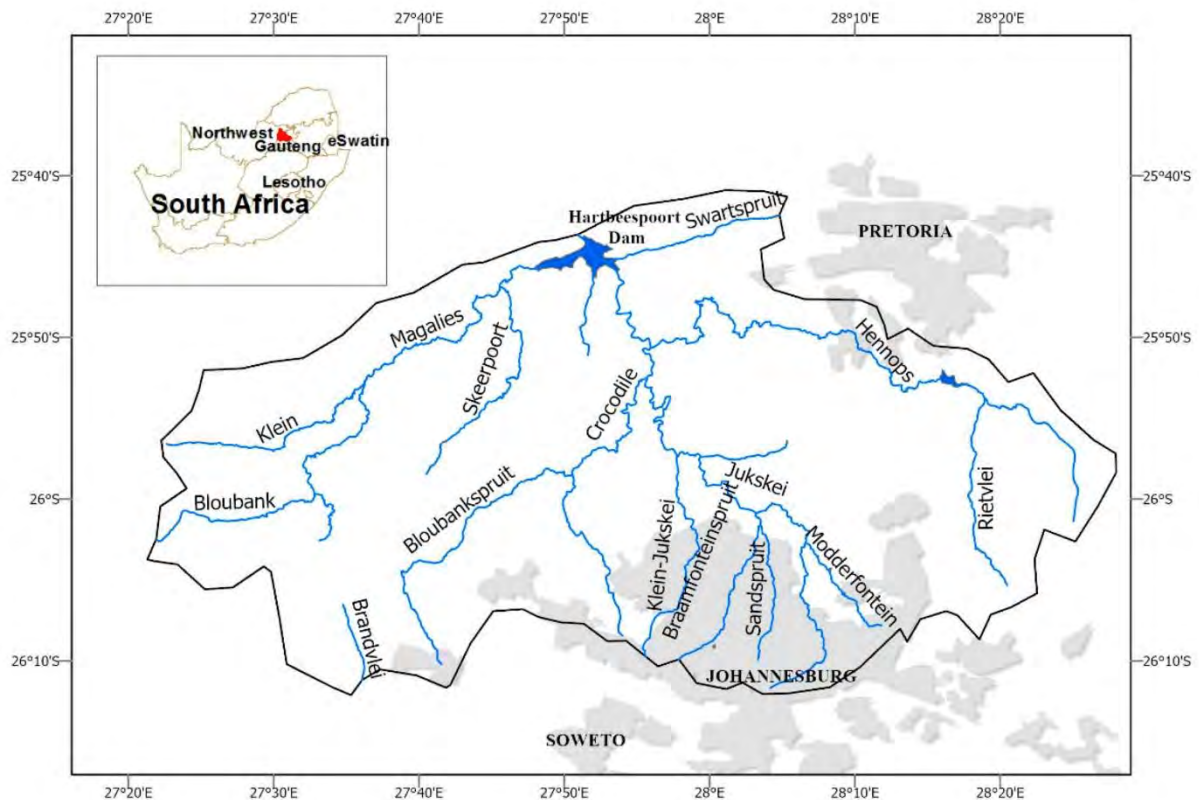 27°20'E 27°30'E 27°40'E 27°50'E 28°E 28°10'E 28°20'E
Northwest
Gauteng
eSwatin
Lesotho
South Africa
25°40'S
25°40'S
Hartbeespoort
Dam
Swartspruit
PRETORIA
25°50'S
25°50'S
Magalies
Skeerpoort
Hennops
Crocodile
Klein
26°S
26°S
Bloubank
Bloubankspruit
Jukskei
Rietvlei
Klein-Jukskei
Braamfonteinspruit
Sandspruit
Modderfontein
Brandvlei
26°10'S
26°10'S
JOHANNESBURG
SOWETO
27°20'E 27°30'E 27°40'E 27°50'E 28°E 28°10'E 28°20'E